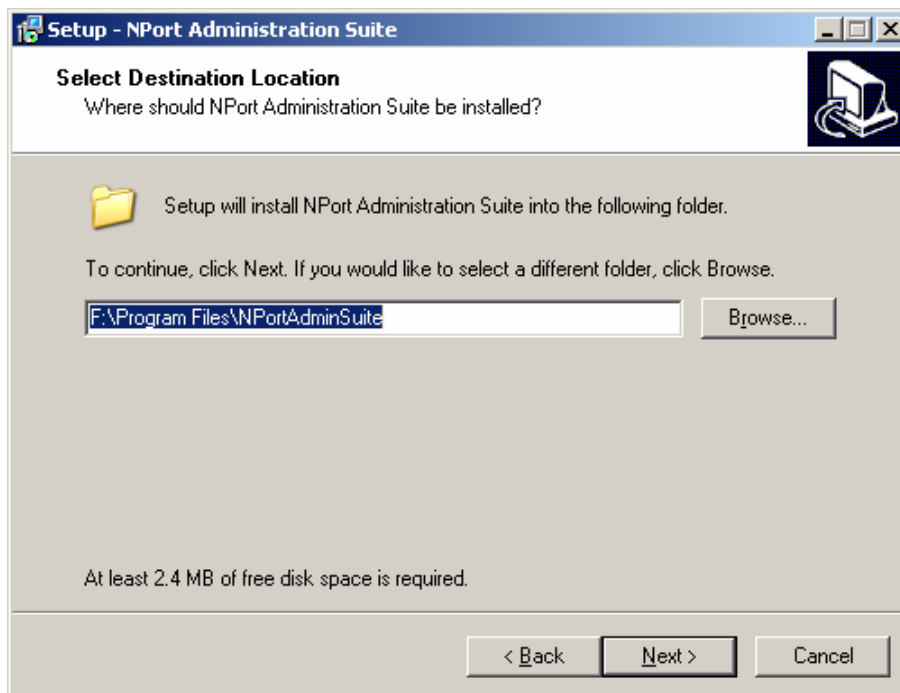 Setup - NPort Administration Suite
Select Destination Location
Where should NPort Administration Suite be installed?
Setup will install NPort Administration Suite into the following folder.
To continue, click Next. If you would like to select a different folder, click Browse.
F:\Program Files\NPortAdminSuite
Browse...
At least 2.4 MB of free disk space is required.
< Back
Next >
Cancel